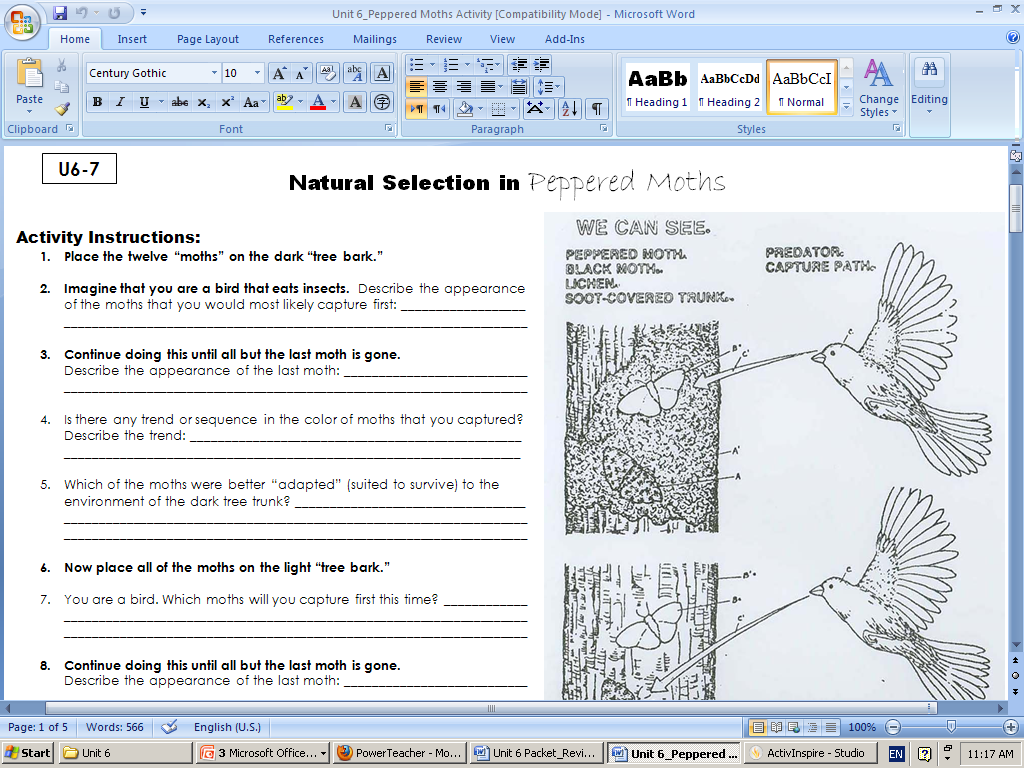 Unit 6_Peppered Moths Activity [Compatibility Mode] - Microsoft Word
Home Insert Page Layout References Mailings Review View Add-Ins
Paste
Clipboard
Century Gothic 10
B I U abc X₂ X² Aa
Font
Paragraph
AaBb AaBbCcDd AaBbCcI
¶ Heading 1 ¶ Heading 2 ¶ Normal
Change Styles
Styles
Editing
U6-7
Natural Selection in Peppered Moths
Activity Instructions:
1. Place the twelve “moths” on the dark “tree bark.”
2. Imagine that you are a bird that eats insects. Describe the appearance
of the moths that you would most likely capture first: __________________
3. Continue doing this until all but the last moth is gone.
Describe the appearance of the last moth: __________________________
4. Is there any trend or sequence in the color of moths that you captured?
Describe the trend: ________________________________________________
5. Which of the moths were better “adapted” (suited to survive) to the
environment of the dark tree trunk? _________________________________
6. Now place all of the moths on the light “tree bark.”
7. You are a bird. Which moths will you capture first this time? ____________
8. Continue doing this until all but the last moth is gone.
Describe the appearance of the last moth: __________________________
WE CAN SEE.
PEPPERED MOTH.
BLACK MOTH.
LICHEN.
SOOT-COVERED TRUNK.
PREDATOR.
CAPTURE PATH.
C
B'
C'
A'
A
C
B'
B
C'
Page: 1 of 5 Words: 566 English (U.S.) 100%
Start Unit 6 3 Microsoft Office... PowerTeacher - Mo... Unit 6 Packet_Revi... Unit 6_Peppered ... ActivInspire - Studio EN 11:17 AM